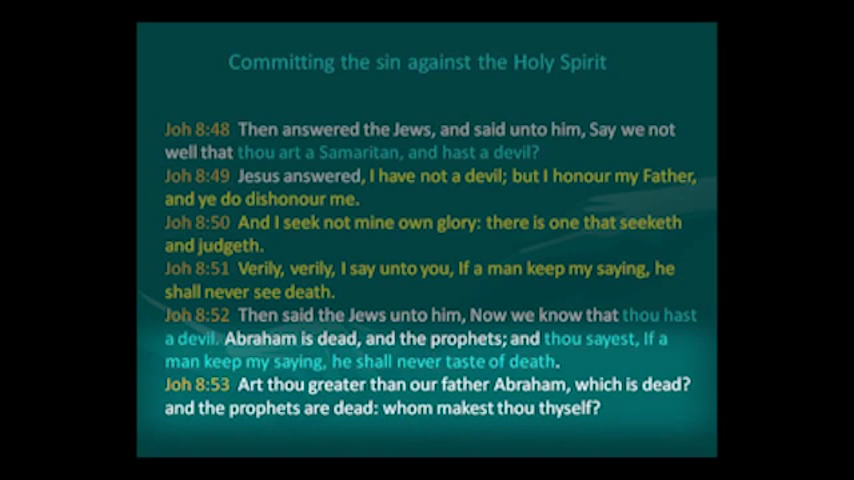 Committing the sin against the Holy Spirit
Joh 8:48 Then answered the Jews, and said unto him, Say we not
well that thou art a Samaritan, and hast a devil?
Joh 8:49 Jesus answered, I have not a devil; but I honour my Father,
and ye do dishonour me.
Joh 8:50 And I seek not mine own glory: there is one that seeketh
and judgeth.
Joh 8:51 Verily, verily, I say unto you, If a man keep my saying, he
shall never see death.
Joh 8:52 Then said the Jews unto him, Now we know that thou hast
a devil. Abraham is dead, and the prophets; and thou sayest, If a
man keep my saying, he shall never taste of death.
Joh 8:53 Art thou greater than our father Abraham, which is dead?
and the prophets are dead: whom makest thou thyself?